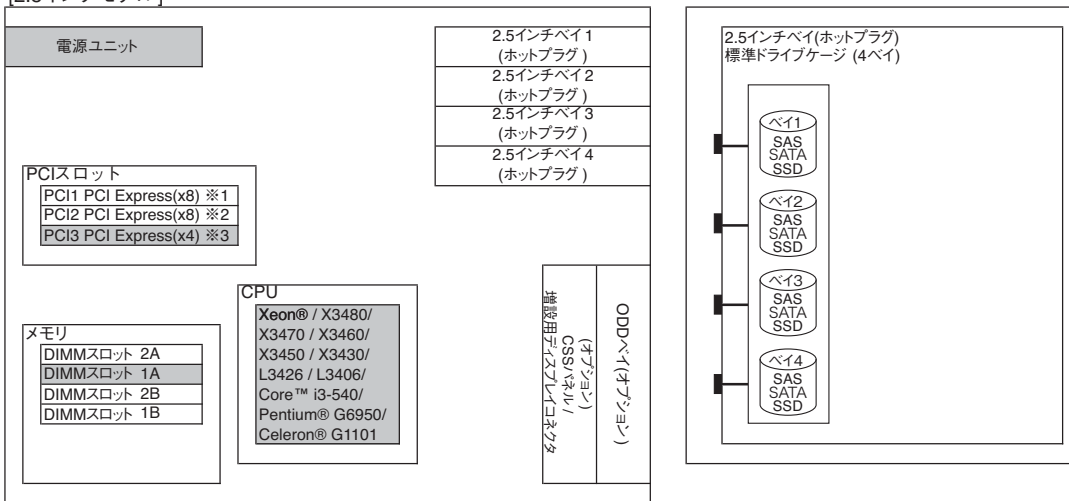 [2.5インチモデル]
電源ユニット
2.5インチベイ1
(ホットプラグ)
2.5インチベイ2
(ホットプラグ)
2.5インチベイ3
(ホットプラグ)
2.5インチベイ4
(ホットプラグ)
PCIスロット
PCI1 PCI Express(x8) ※1
PCI2 PCI Express(x8) ※2
PCI3 PCI Express(x4) ※3
メモリ
DIMMスロット 2A
DIMMスロット 1A
DIMMスロット 2B
DIMMスロット 1B
CPU
Xeon® / X3480/
X3470 / X3460/
X3450 / X3430/
L3426 / L3406/
Core™ i3-540/
Pentium® G6950/
Celeron® G1101
ODDベイ(オプション)
(オプション)
CSSパネル /
増設用ディスプレイコネクタ
2.5インチベイ(ホットプラグ)
標準ドライブケージ (4ベイ)
ベイ1
SAS
SATA
SSD
ベイ2
SAS
SATA
SSD
ベイ3
SAS
SATA
SSD
ベイ4
SAS
SATA
SSD